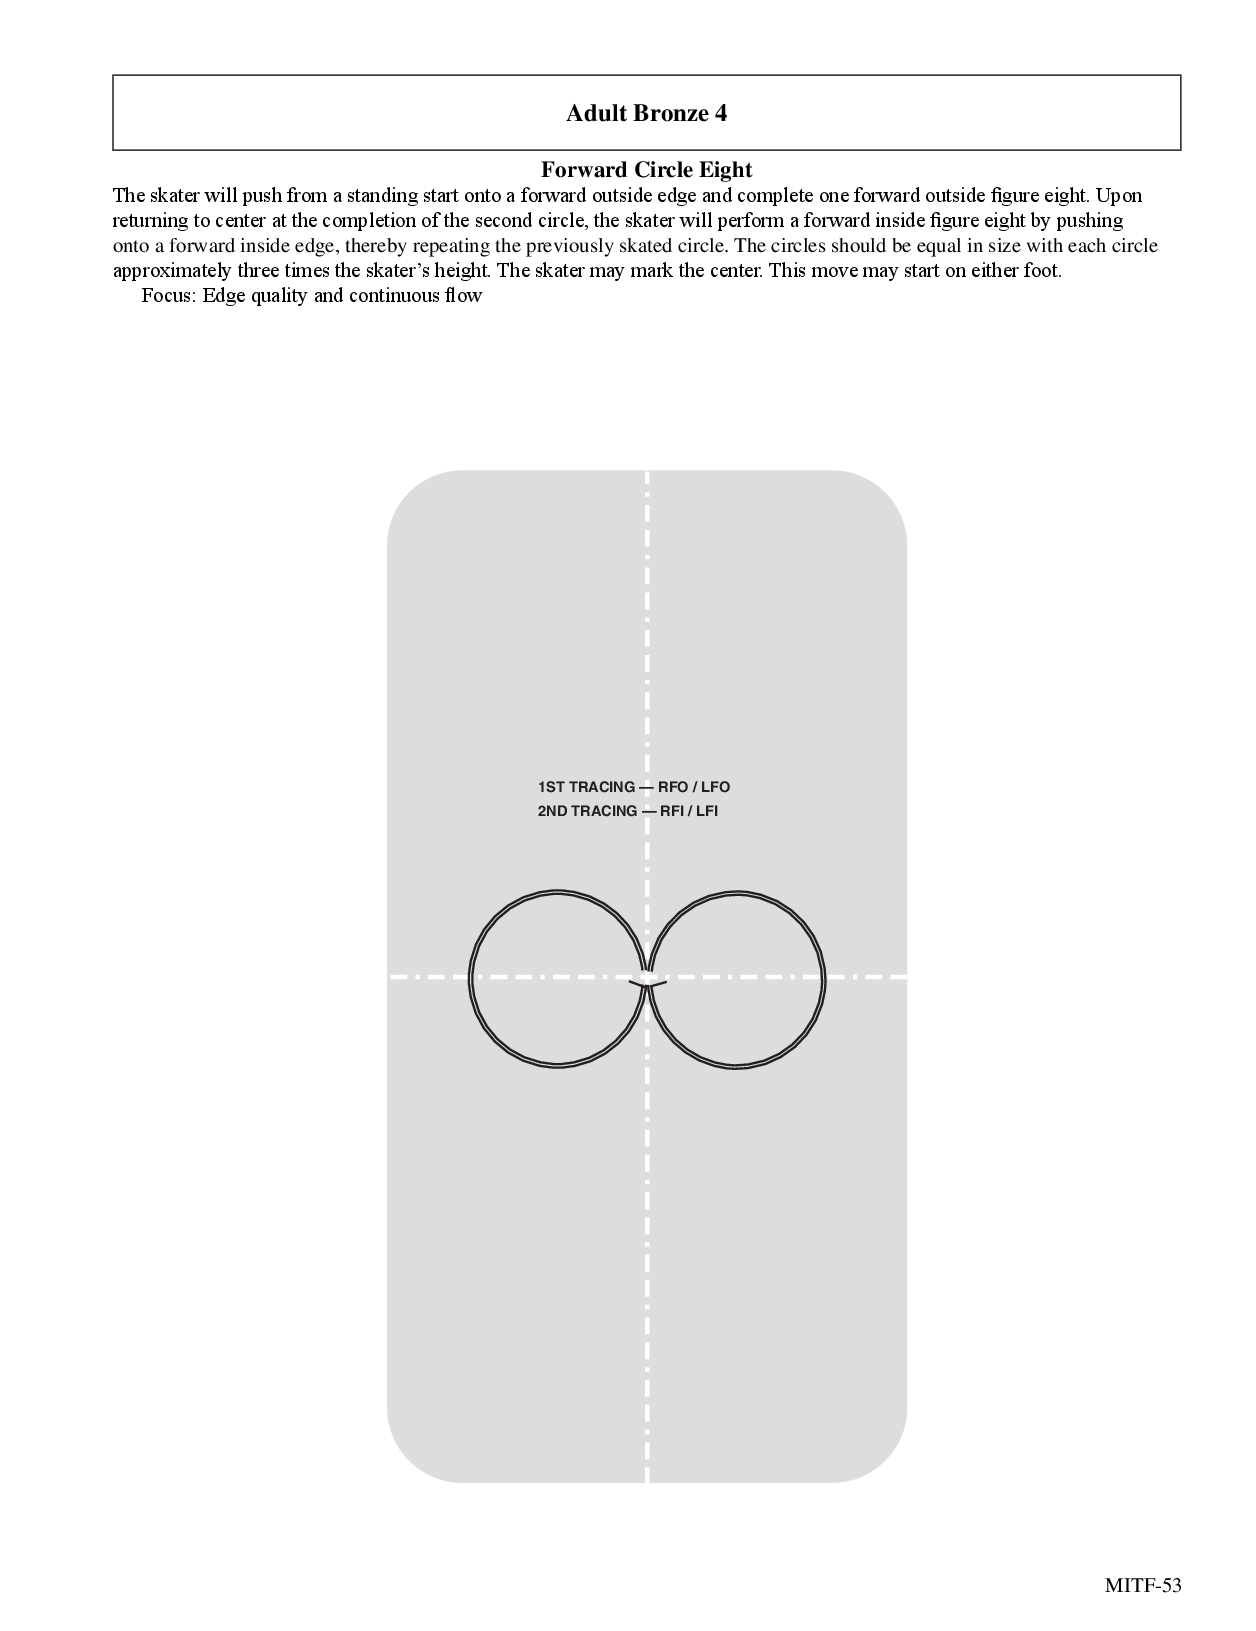 Adult Bronze 4
Forward Circle Eight
The skater will push from a standing start onto a forward outside edge and complete one forward outside figure eight. Upon
returning to center at the completion of the second circle, the skater will perform a forward inside figure eight by pushing
onto a forward inside edge, thereby repeating the previously skated circle. The circles should be equal in size with each circle
approximately three times the skater’s height. The skater may mark the center. This move may start on either foot.
Focus: Edge quality and continuous flow
1ST TRACING — RFO / LFO
2ND TRACING — RFI / LFI
MITF-53